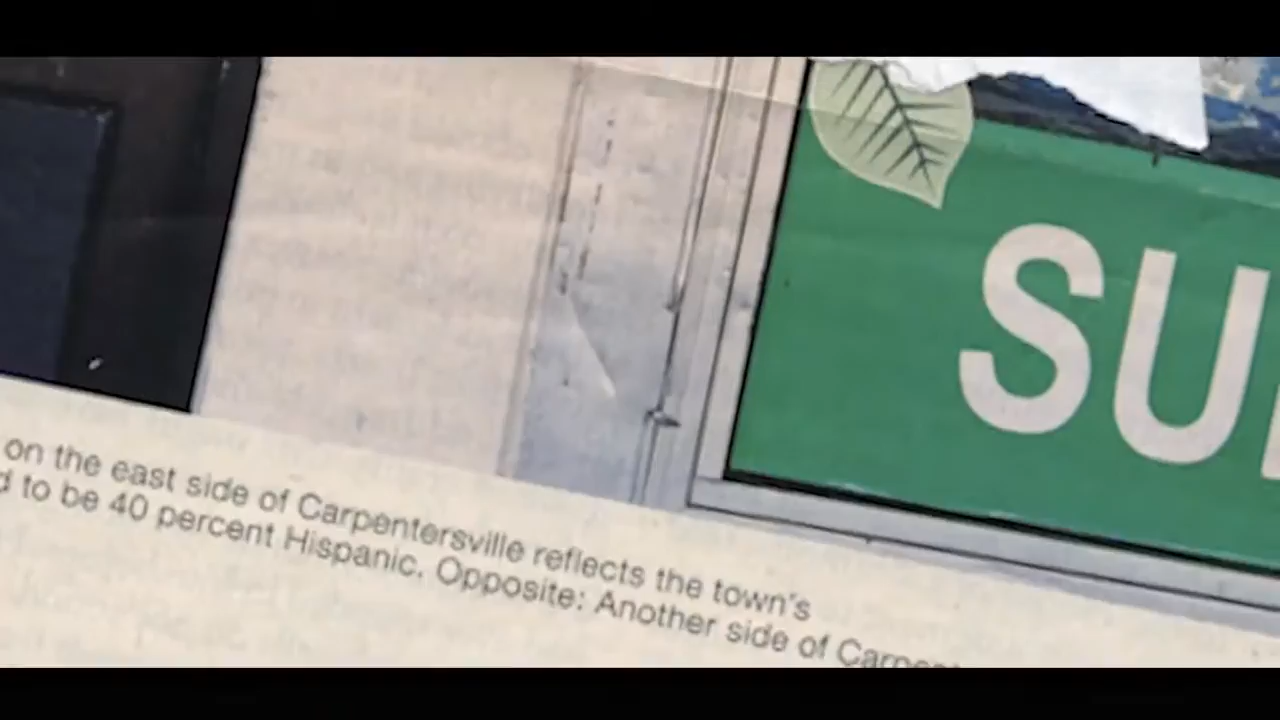 SU
on the east side of Carpentersville reflects the town's
to be 40 percent Hispanic. Opposite: Another side of